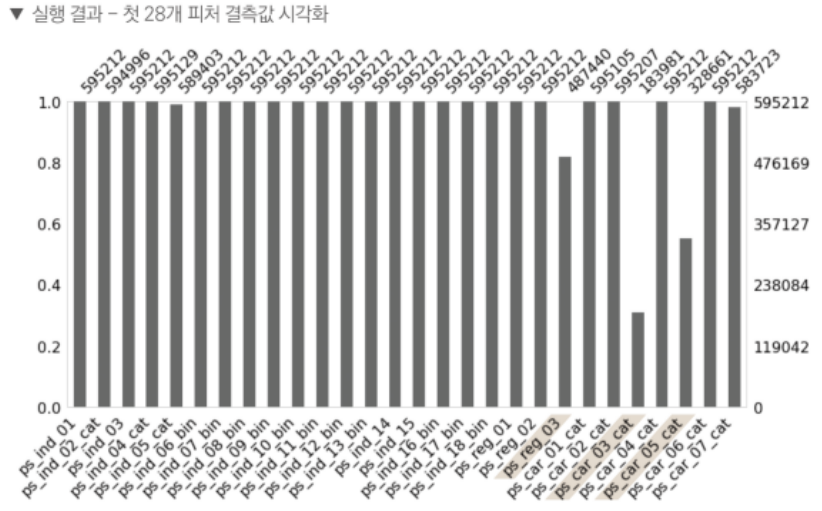 ▼ 실행 결과 – 첫 28개 피처 결측값 시각화
595212 594996 595212 595129 589403 595212 595212 595212 595212 595212 595212 595212 595212 595212 595212 595212 595212 595212 595212 595212 487440 595105 595207 183981 595212 328661 595212 583723
1.0 595212
0.8 476169
0.6 357127
0.4 238084
0.2 119042
0.0 0
ps_ind_01
ps_ind_02_cat
ps_ind_03
ps_ind_04_cat
ps_ind_05_cat
ps_ind_06_bin
ps_ind_07_bin
ps_ind_08_bin
ps_ind_09_bin
ps_ind_10_bin
ps_ind_11_bin
ps_ind_12_bin
ps_ind_13_bin
ps_ind_14
ps_ind_15
ps_ind_16_bin
ps_ind_17_bin
ps_ind_18_bin
ps_reg_01
ps_reg_02
ps_reg_03
ps_car_01_cat
ps_car_02_cat
ps_car_03_cat
ps_car_04_cat
ps_car_05_cat
ps_car_06_cat
ps_car_07_cat